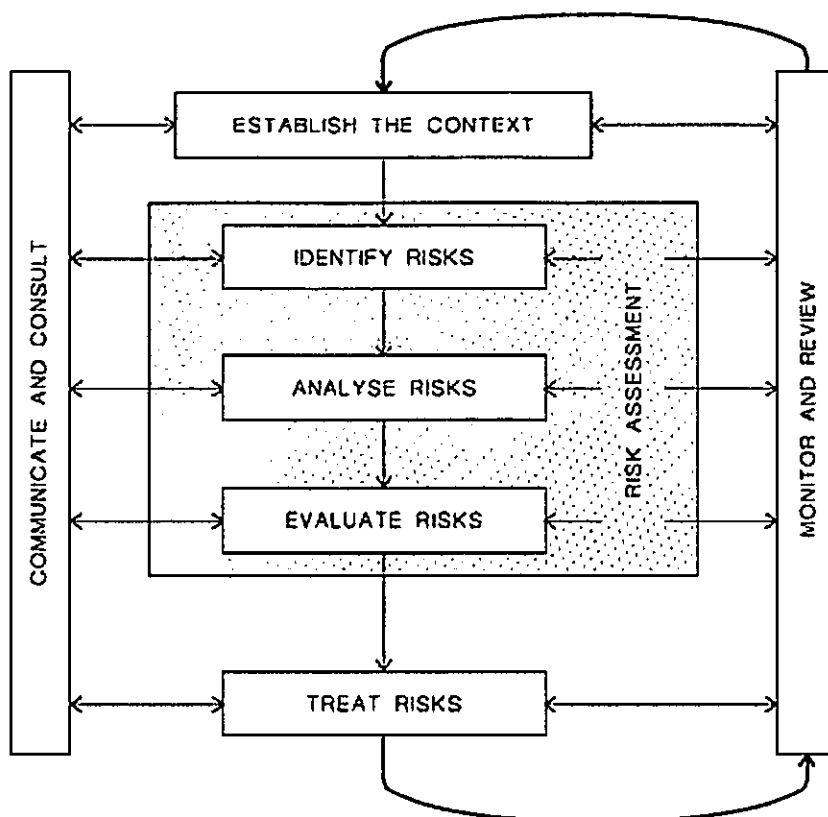 ESTABLISH THE CONTEXT
COMMUNICATE AND CONSULT
IDENTIFY RISKS
ANALYSE RISKS
EVALUATE RISKS
RISK ASSESSMENT
MONITOR AND REVIEW
TREAT RISKS